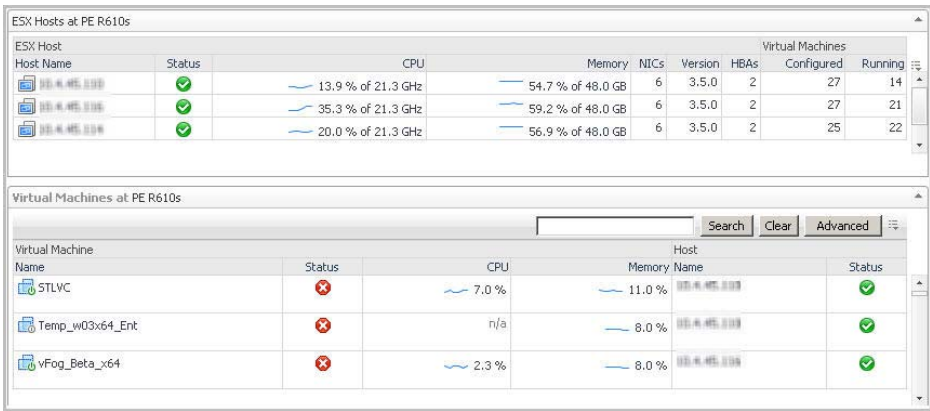 ESX Hosts at PE R610s
ESX Host Virtual Machines
Host Name Status CPU Memory NICs Version HBAs Configured Running
13.9 % of 21.3 GHz 54.7 % of 48.0 GB 6 3.5.0 2 27 14
35.3 % of 21.3 GHz 59.2 % of 48.0 GB 6 3.5.0 2 27 21
20.0 % of 21.3 GHz 56.9 % of 48.0 GB 6 3.5.0 2 25 22
Virtual Machines at PE R610s
Search Clear Advanced
Virtual Machine Host
Name Status CPU Memory Name Status
STLVC 7.0 % 11.0 %
Temp_w03x64_Ent n/a 8.0 %
vFog_Beta_x64 2.3 % 8.0 %